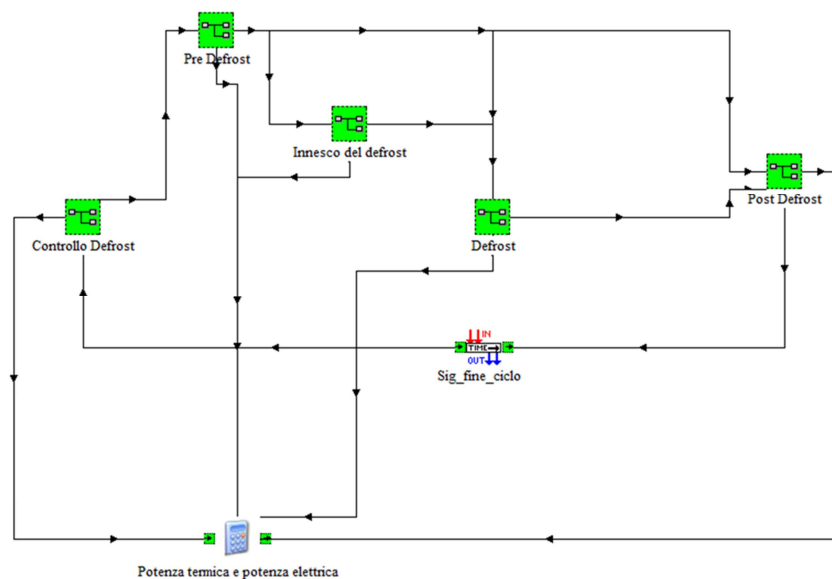 Pre Defrost
Innesco del defrost
Controllo Defrost
Defrost
Post Defrost
IN
TIME
OUT
Sig_fine_ciclo
Potenza termica e potenza elettrica